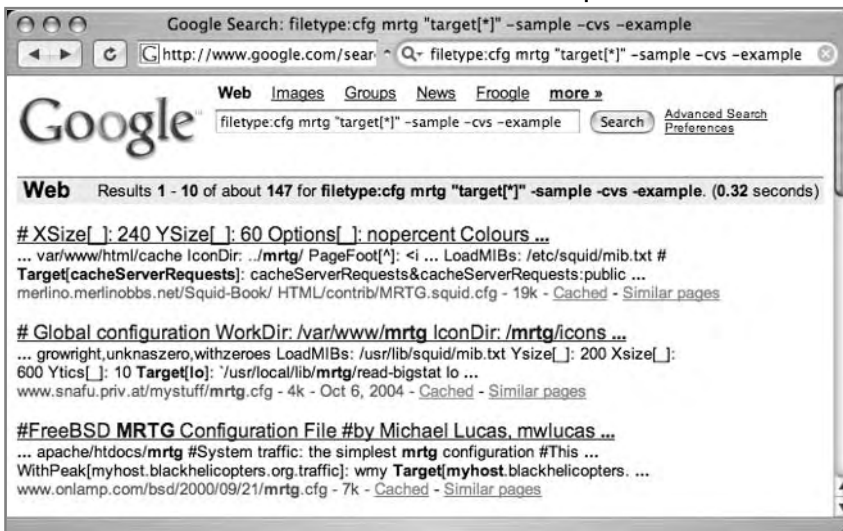 Google Search: filetype:cfg mrtg "target[*]" –sample –cvs –example
http://www.google.com/sear filetype:cfg mrtg "target[*]" –sample –cvs –example
Web Images Groups News Froogle more »
Google
filetype:cfg mrtg "target[*]" –sample –cvs –example Search Advanced Search
Preferences
Web Results 1 - 10 of about 147 for filetype:cfg mrtg "target[*]" -sample -cvs -example. (0.32 seconds)
# XSize[_]: 240 YSize[_]: 60 Options[_]: nopercent Colours ...
... var/www/html/cache IconDir: ../mrtg/ PageFoot[^]: <i ... LoadMIBs: /etc/squid/mib.txt #
Target[cacheServerRequests]: cacheServerRequests&cacheServerRequests:public ...
merlino.merlinobbs.net/Squid-Book/ HTML/contrib/MRTG.squid.cfg - 19k - Cached - Similar pages
# Global configuration WorkDir: /var/www/mrtg IconDir: /mrtg/icons ...
... growright,unknaszero,withzeroes LoadMIBs: /usr/lib/squid/mib.txt Ysize[_]: 200 Xsize[_]:
600 Ytics[_]: 10 Target[lo]: `/usr/local/lib/mrtg/read-bigstat lo ...
www.snafu.priv.at/mystuff/mrtg.cfg - 4k - Oct 6, 2004 - Cached - Similar pages
#FreeBSD MRTG Configuration File #by Michael Lucas, mwlucas ...
... apache/htdocs/mrtg #System traffic: the simplest mrtg configuration #This ...
WithPeak[myhost.blackhelicopters.org.traffic]: wmy Target[myhost.blackhelicopters. ...
www.onlamp.com/bsd/2000/09/21/mrtg.cfg - 7k - Cached - Similar pages